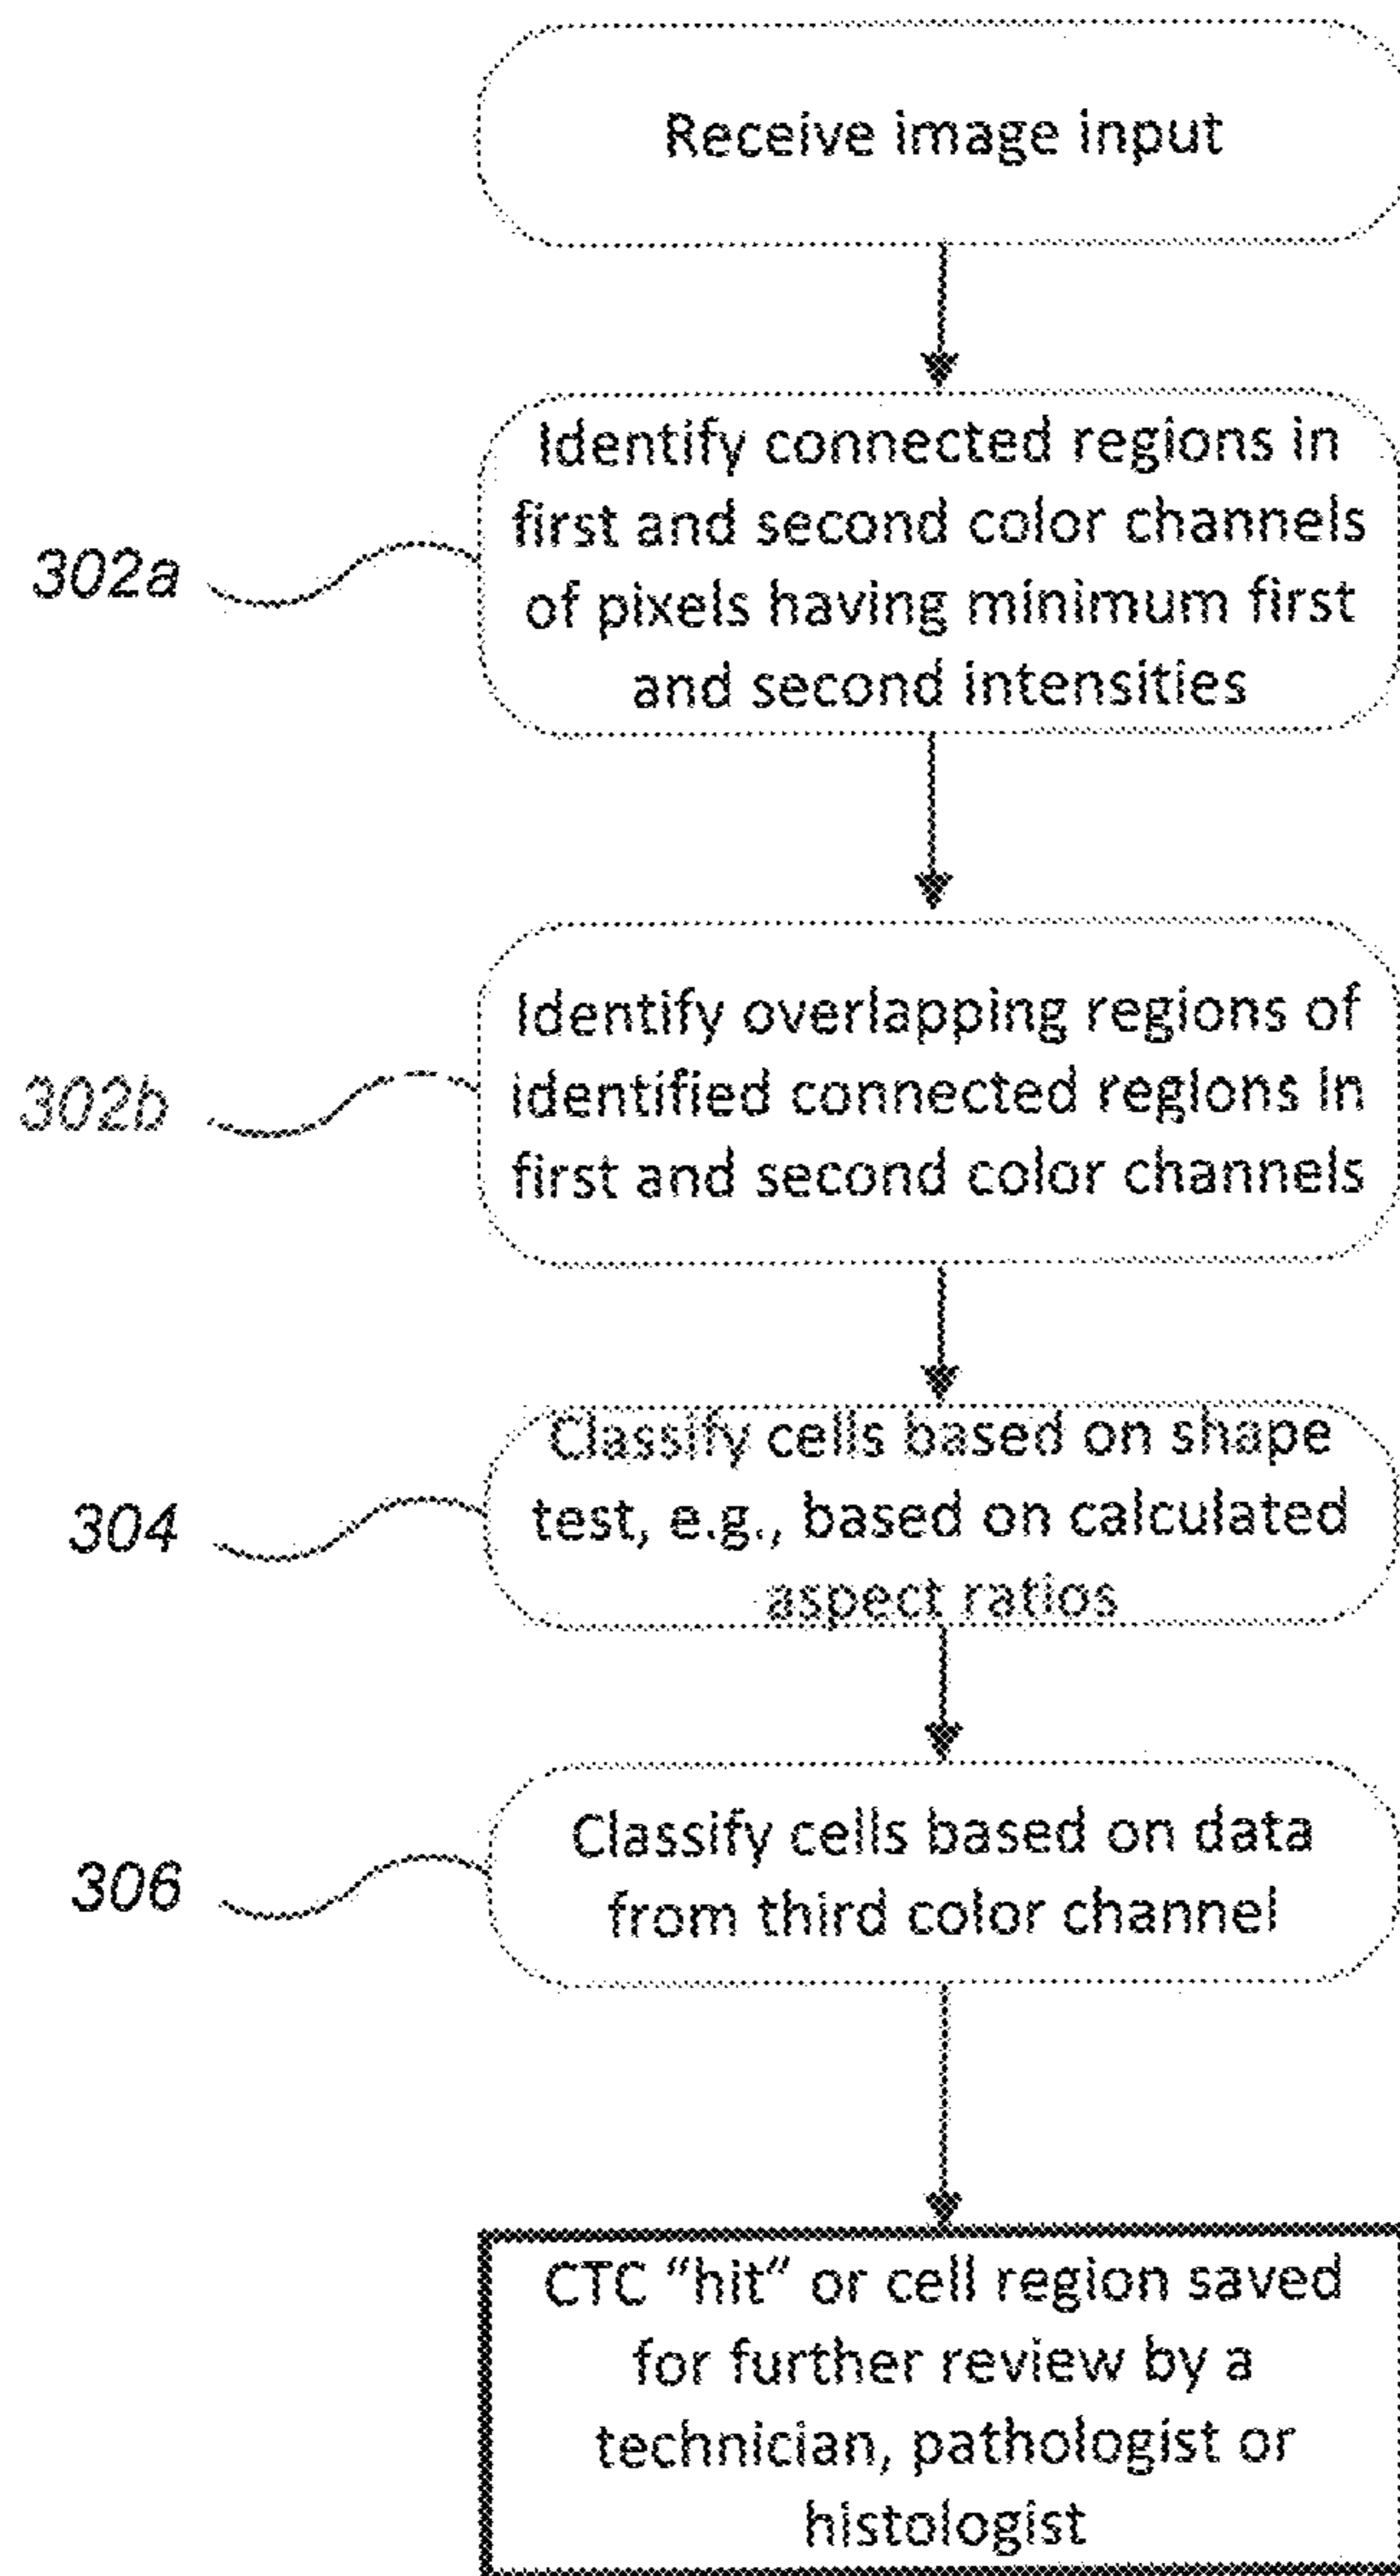 Receive image input
302a
Identify connected regions in
first and second color channels
of pixels having minimum first
and second intensities
302b
Identify overlapping regions of
identified connected regions in
first and second color channels
304
Classify cells based on shape
test, e.g., based on calculated
aspect ratios
306
Classify cells based on data
from third color channel
CTC “hit” or cell region saved
for further review by a
technician, pathologist or
histologist